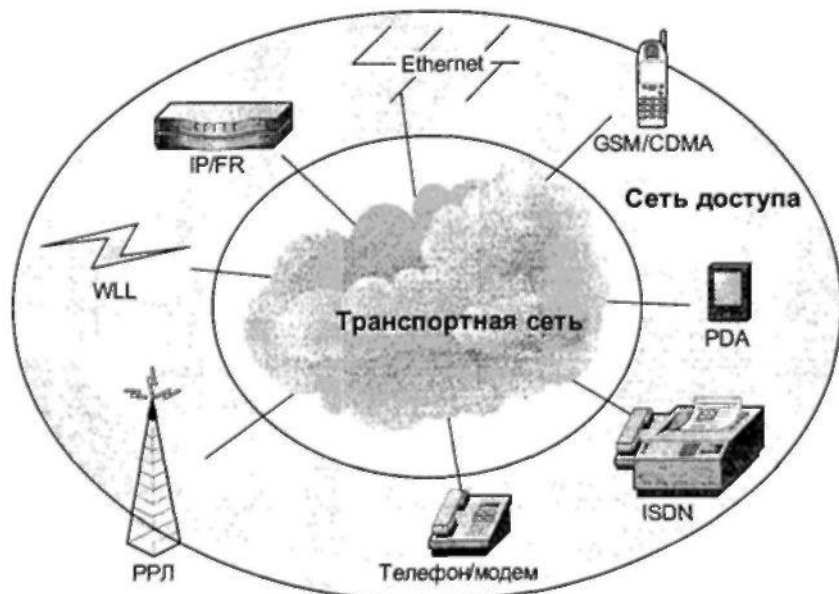 Ethernet
GSM/CDMA
IP/FR
Сеть доступа
WLL
Транспортная сеть
PDA
ISDN
РРЛ
Телефон/модем